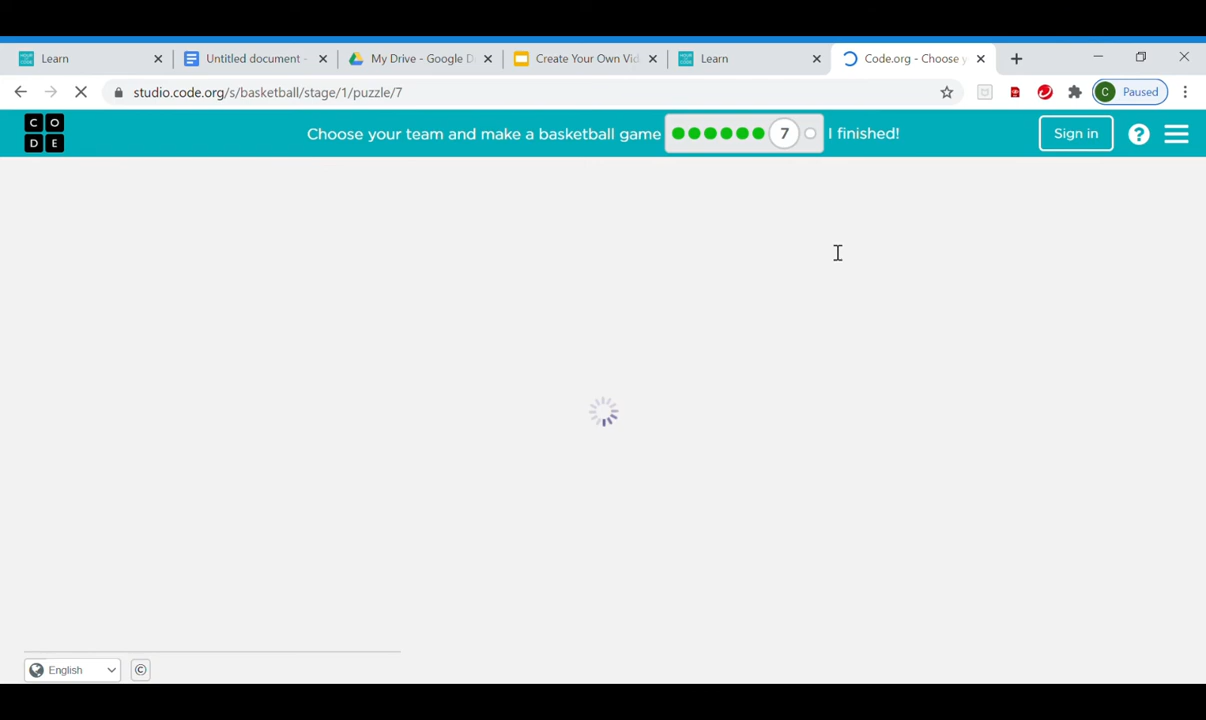 Learn
Untitled document -
My Drive - Google D
Create Your Own Vid
Learn
Code.org - Choose y
studio.code.org/s/basketball/stage/1/puzzle/7
C Paused
C O
D E
Choose your team and make a basketball game
7
I finished!
Sign in
?
English
©